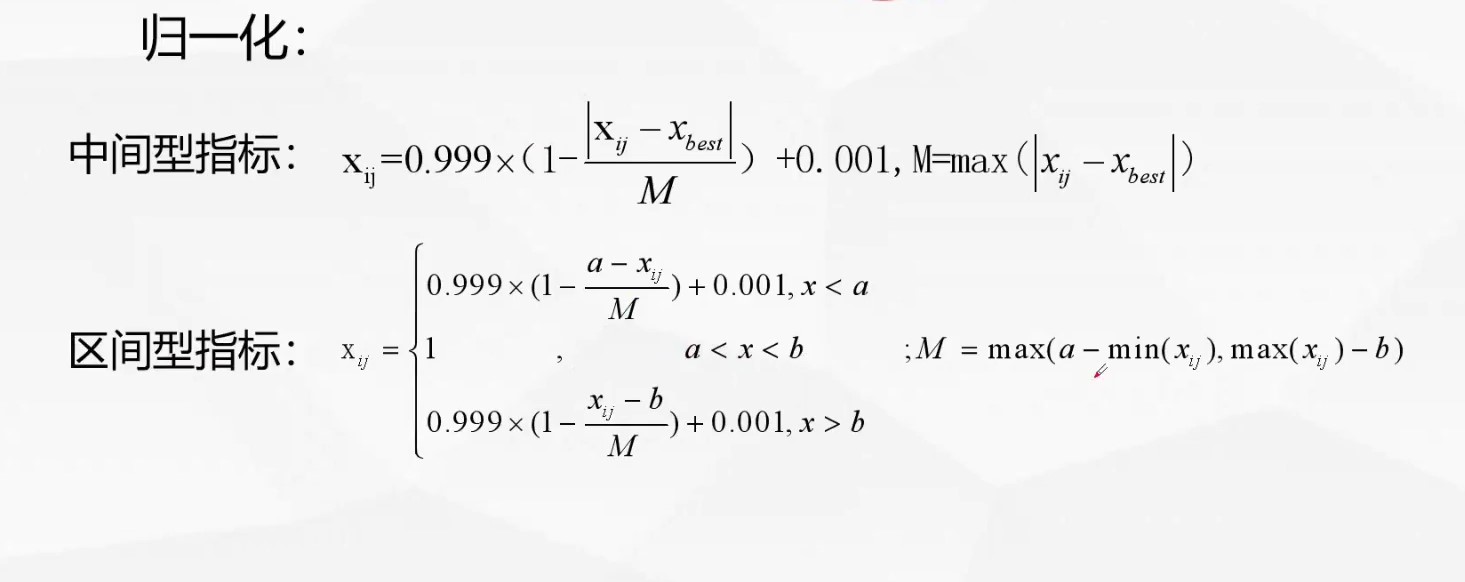 归一化：
中间型指标： x_ij=0.999×（1-|x_ij − x_best|/M）+0.001,M=max(|x_ij − x_best|)
0.999×(1−(a − x_ij)/M)+0.001, x < a
区间型指标： x_ij = { 1 , a < x < b ;M = max(a − min(x_ij), max(x_ij) − b)
0.999×(1−(x_ij − b)/M)+0.001, x > b